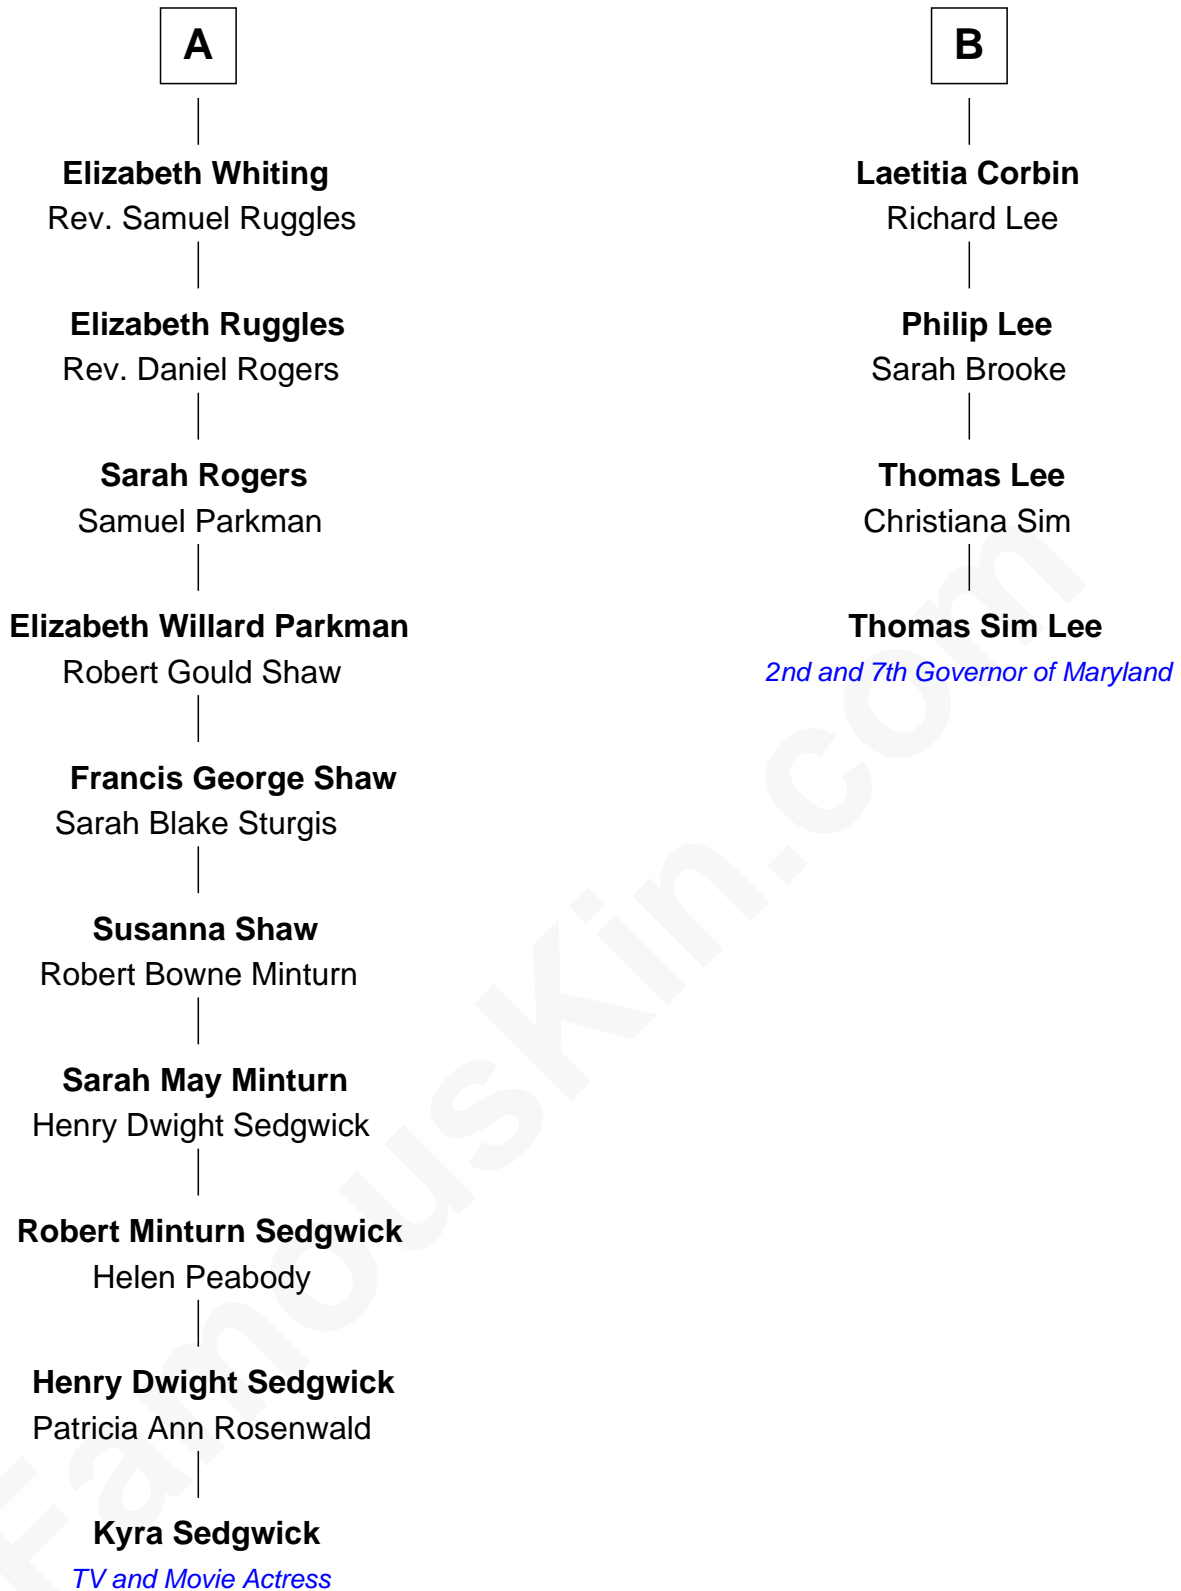 A
Elizabeth Whiting
Rev. Samuel Ruggles
Elizabeth Ruggles
Rev. Daniel Rogers
Sarah Rogers
Samuel Parkman
Elizabeth Willard Parkman
Robert Gould Shaw
Francis George Shaw
Sarah Blake Sturgis
Susanna Shaw
Robert Bowne Minturn
Sarah May Minturn
Henry Dwight Sedgwick
Robert Minturn Sedgwick
Helen Peabody
Henry Dwight Sedgwick
Patricia Ann Rosenwald
Kyra Sedgwick
TV and Movie Actress
B
Laetitia Corbin
Richard Lee
Philip Lee
Sarah Brooke
Thomas Lee
Christiana Sim
Thomas Sim Lee
2nd and 7th Governor of Maryland
FamousKin.com